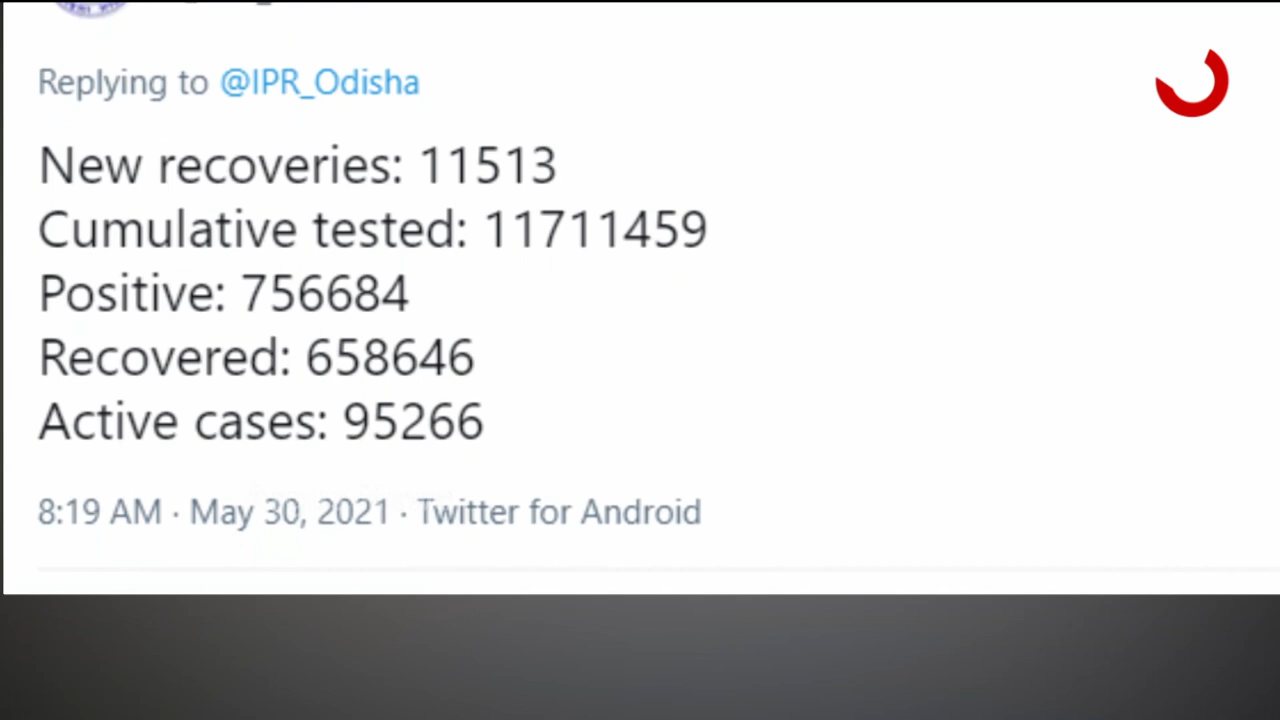 Replying to @IPR_Odisha
New recoveries: 11513
Cumulative tested: 11711459
Positive: 756684
Recovered: 658646
Active cases: 95266
8:19 AM · May 30, 2021 · Twitter for Android